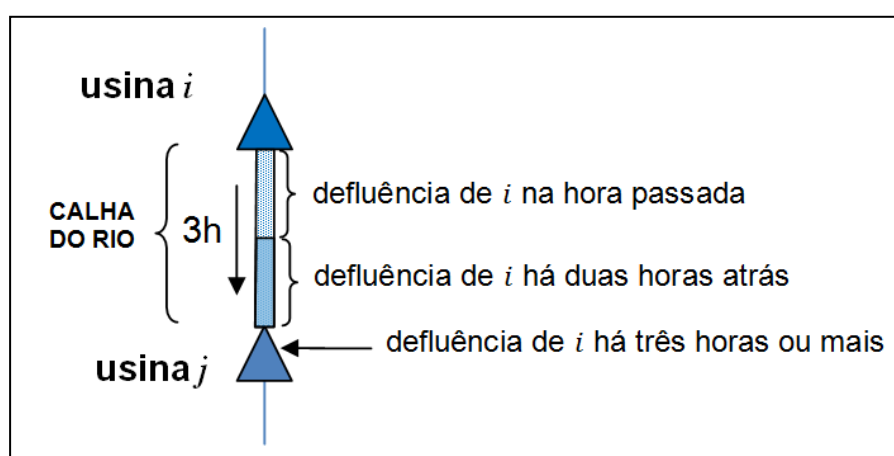 usina i
defluência de i na hora passada
CALHA
DO RIO
3h
defluência de i há duas horas atrás
defluência de i há três horas ou mais
usina j